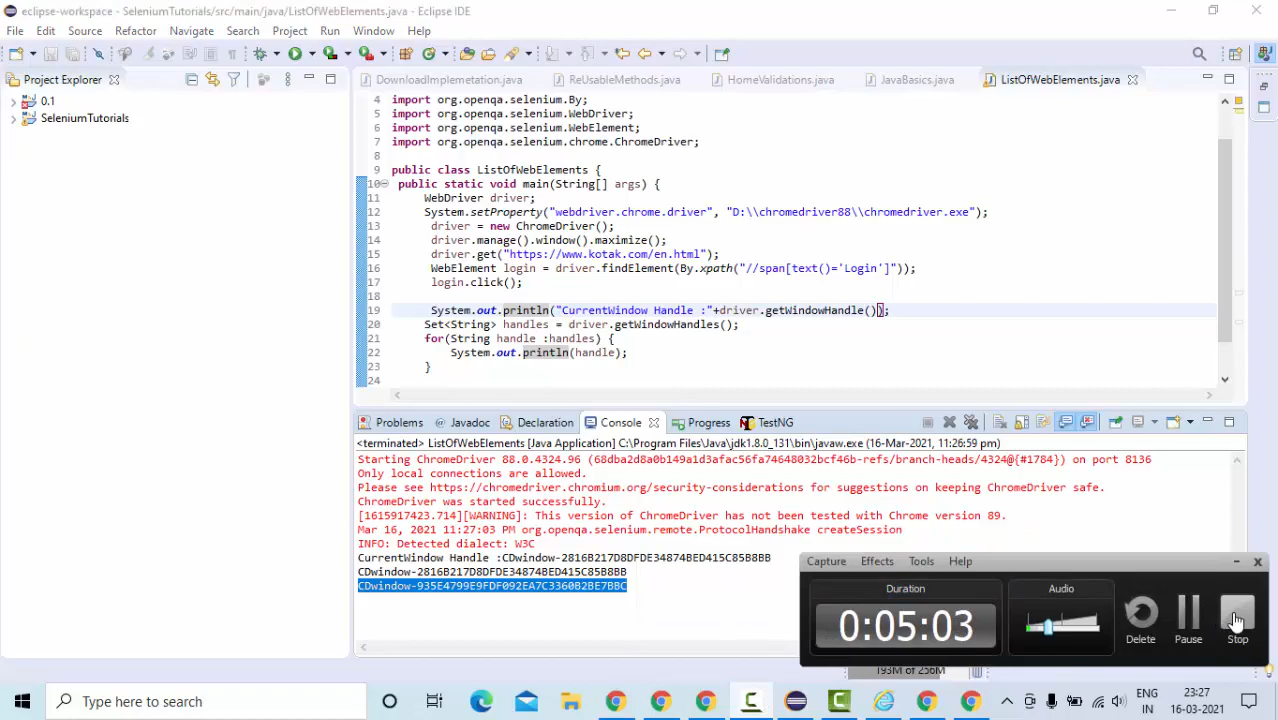 eclipse-workspace - SeleniumTutorials/src/main/java/ListOfWebElements.java - Eclipse IDE
File Edit Source Refactor Navigate Search Project Run Window Help
Project Explorer
DownloadImplemetation.java ReUsableMethods.java HomeValidations.java JavaBasics.java ListOfWebElements.java
0.1
SeleniumTutorials
4 import org.openqa.selenium.By;
5 import org.openqa.selenium.WebDriver;
6 import org.openqa.selenium.WebElement;
7 import org.openqa.selenium.chrome.ChromeDriver;
8
9 public class ListOfWebElements {
10 public static void main(String[] args) {
11 WebDriver driver;
12 System.setProperty("webdriver.chrome.driver", "D:\\chromedriver88\\chromedriver.exe");
13 driver = new ChromeDriver();
14 driver.manage().window().maximize();
15 driver.get("https://www.kotak.com/en.html");
16 WebElement login = driver.findElement(By.xpath("//span[text()='Login']"));
17 login.click();
18
19 System.out.println("CurrentWindow Handle :"+driver.getWindowHandle());
20 Set<String> handles = driver.getWindowHandles();
21 for(String handle :handles) {
22 System.out.println(handle);
23 }
24
Problems Javadoc Declaration Console Progress TestNG
<terminated> ListOfWebElements [Java Application] C:\Program Files\Java\jdk1.8.0_131\bin\javaw.exe (16-Mar-2021, 11:26:59 pm)
Starting ChromeDriver 88.0.4324.96 (68dba2d8a0b149a1d3afac56fa74648032bcf46b-refs/branch-heads/4324@{#1784}) on port 8136
Only local connections are allowed.
Please see https://chromedriver.chromium.org/security-considerations for suggestions on keeping ChromeDriver safe.
ChromeDriver was started successfully.
[1615917423.714][WARNING]: This version of ChromeDriver has not been tested with Chrome version 89.
Mar 16, 2021 11:27:03 PM org.openqa.selenium.remote.ProtocolHandshake createSession
INFO: Detected dialect: W3C
CurrentWindow Handle :CDwindow-2816B217D8DFDE34874BED415C85B8BB
CDwindow-2816B217D8DFDE34874BED415C85B8BB
CDwindow-935E4799E9FDF092EA7C3360B2BE7BBC
Capture Effects Tools Help
Duration
Audio
0:05:03
Delete Pause Stop
193M of 256M
Type here to search
ENG
IN
23:27
16-03-2021